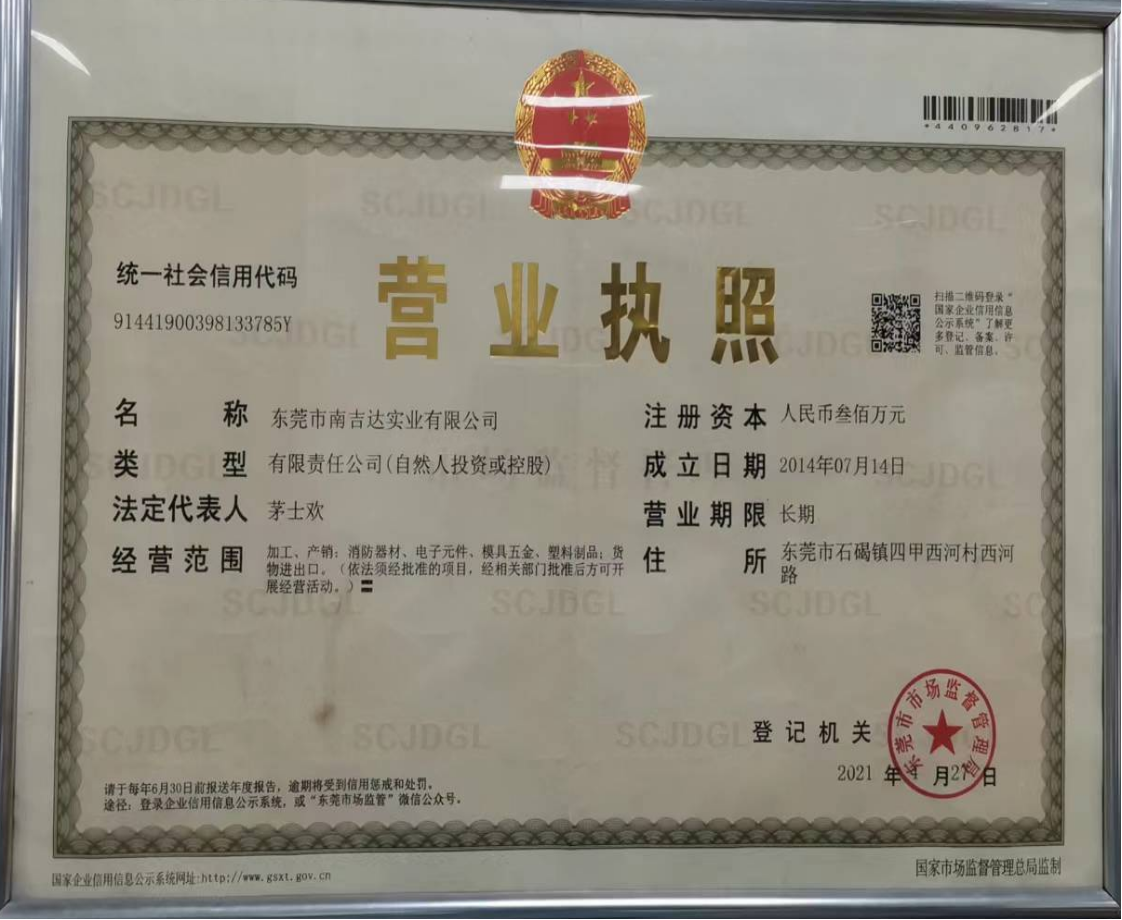 *440962817*
统一社会信用代码
91441900398133785Y
营业执照
扫描二维码登录“
国家企业信用信息
公示系统”了解更
多登记、备案、许
可、监管信息。
名称 东莞市南吉达实业有限公司
类型 有限责任公司(自然人投资或控股)
法定代表人 茅士欢
经营范围 加工、产销：消防器材、电子元件、模具五金、塑料制品；货
物进出口。（依法须经批准的项目，经相关部门批准后方可开
展经营活动。）
注册资本 人民币叁佰万元
成立日期 2014年07月14日
营业期限 长期
住所 东莞市石碣镇四甲西河村西河
路
登记机关
东莞市市场监督管理局
2021 年 4 月 27 日
请于每年6月30日前报送年度报告，逾期将受到信用惩戒和处罚。
途径：登录企业信用信息公示系统，或“东莞市场监管”微信公众号。
国家企业信用信息公示系统网址:http://www.gsxt.gov.cn
国家市场监督管理总局监制
SCJDGL